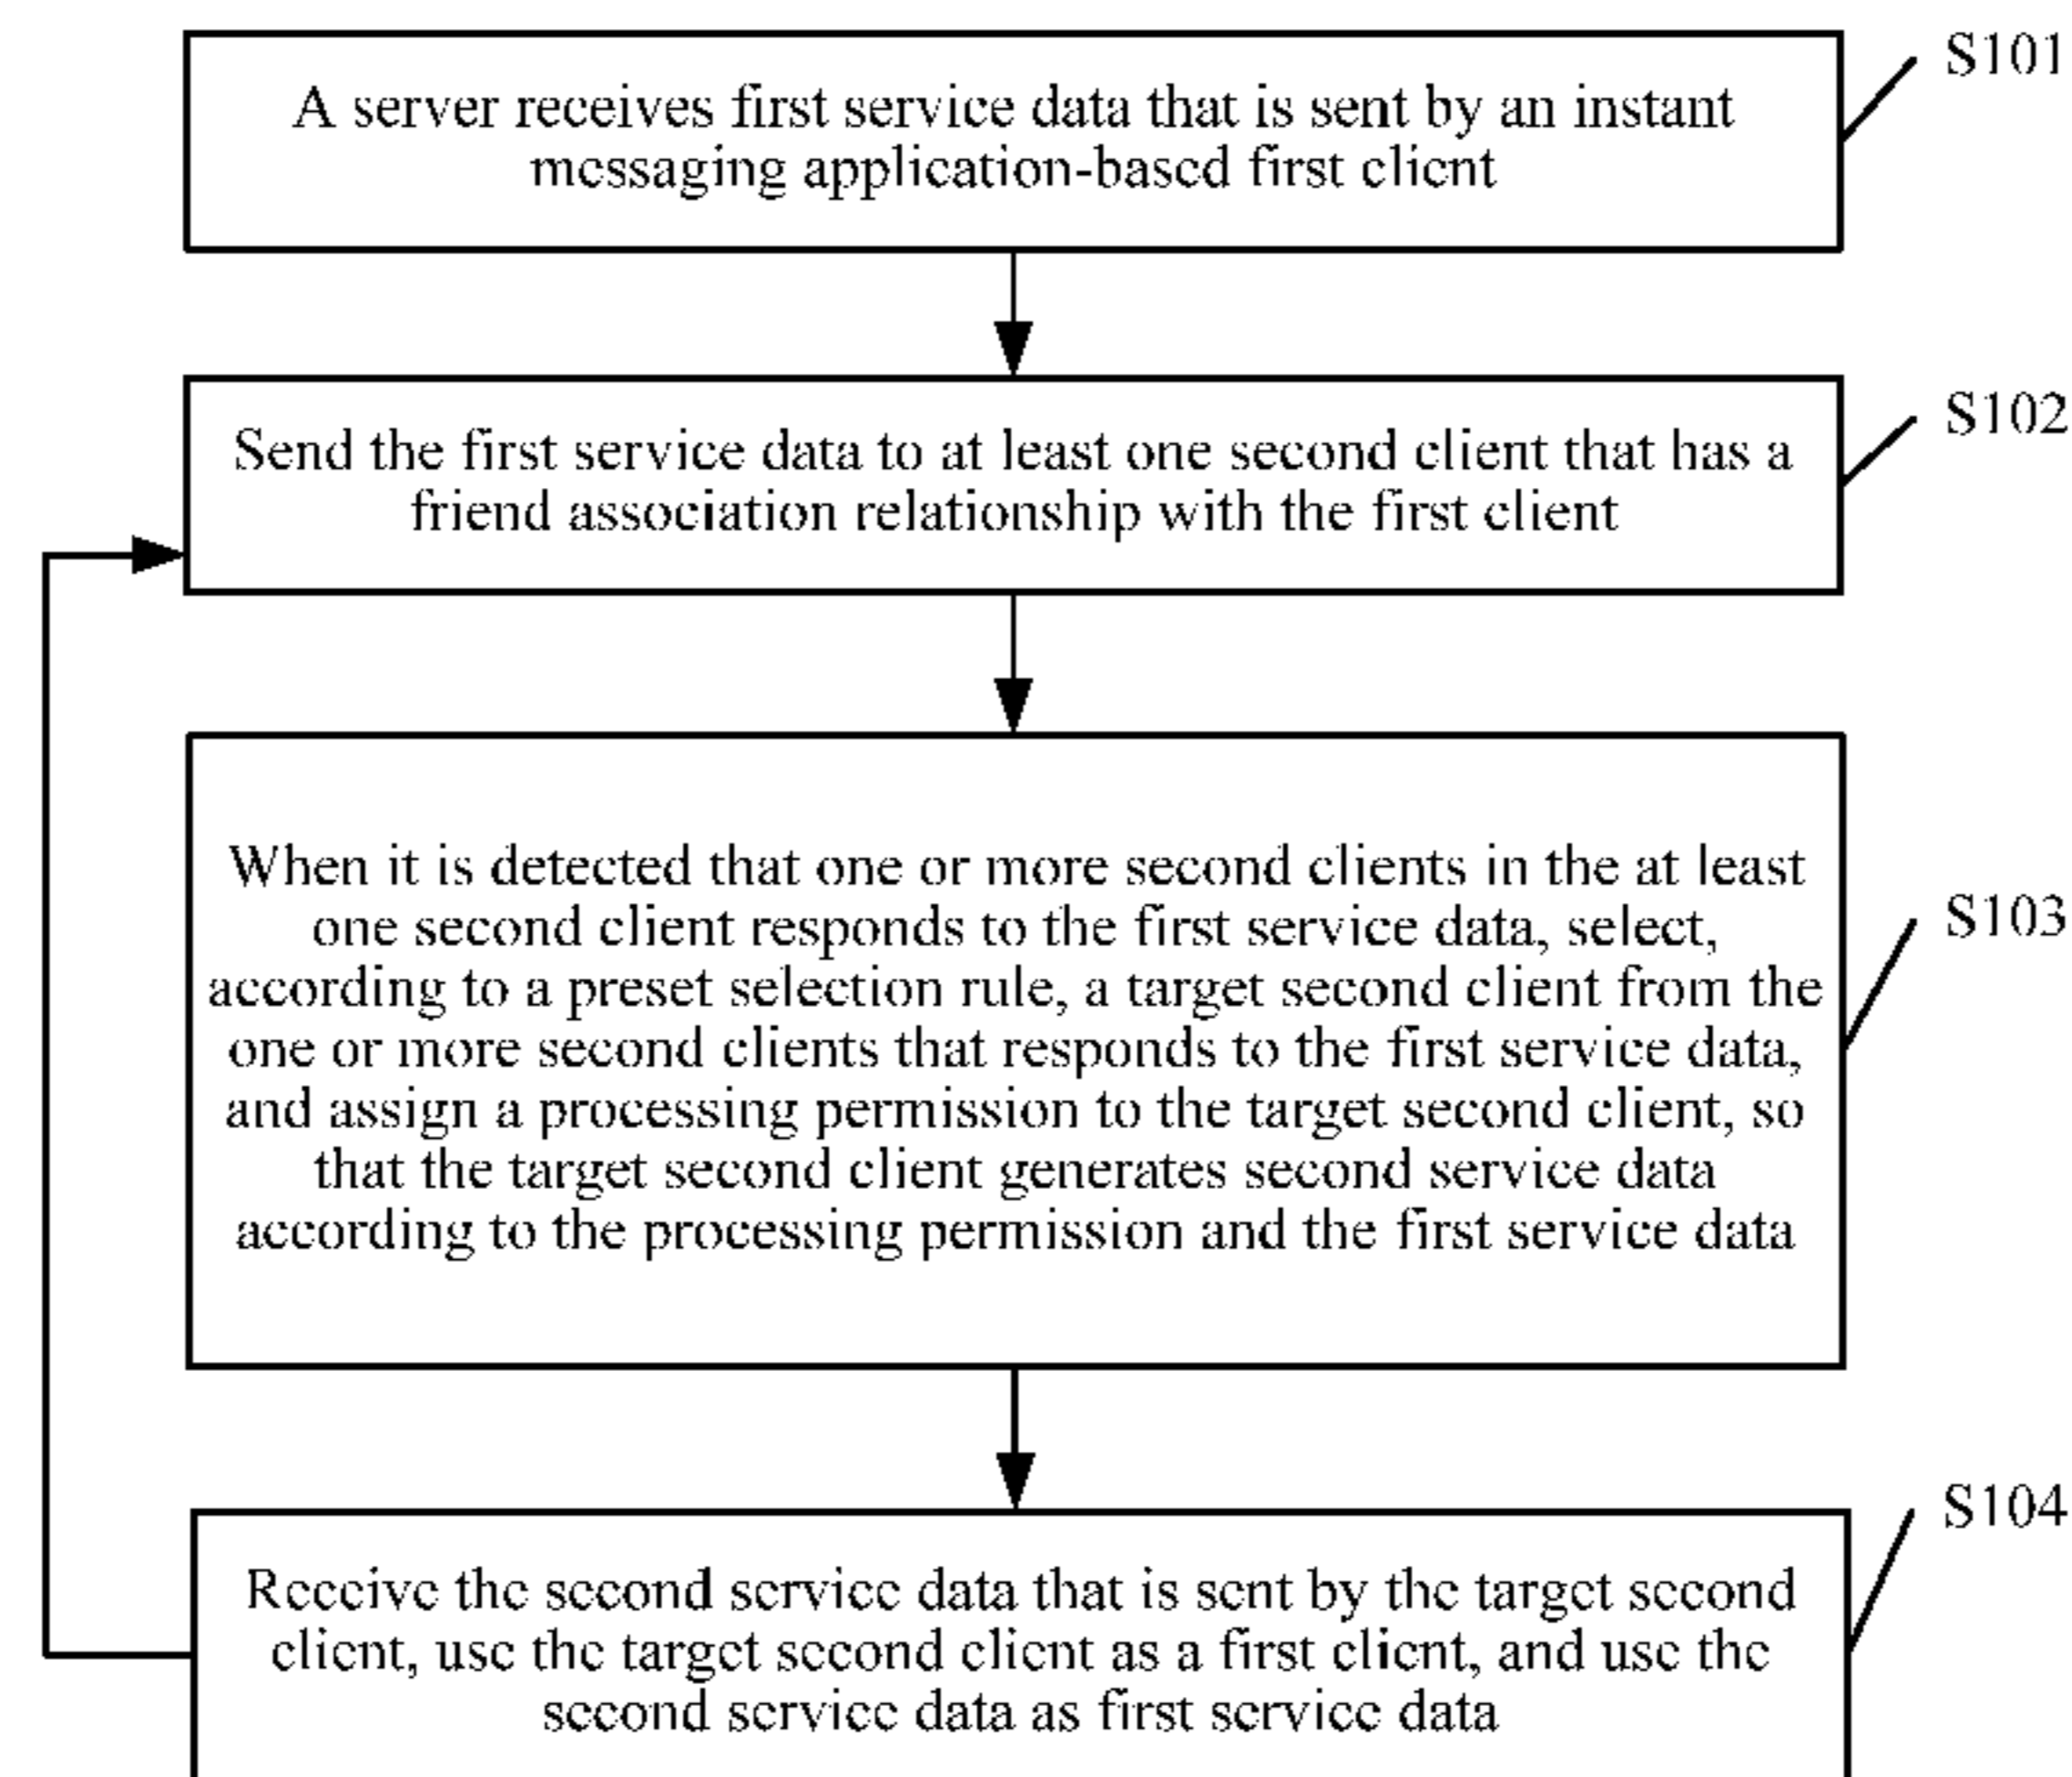 S101
A server receives first service data that is sent by an instant
messaging application-based first client
S102
Send the first service data to at least one second client that has a
friend association relationship with the first client
When it is detected that one or more second clients in the at least
one second client responds to the first service data, select,
according to a preset selection rule, a target second client from the
one or more second clients that responds to the first service data,
and assign a processing permission to the target second client, so
that the target second client generates second service data
according to the processing permission and the first service data
S103
S104
Receive the second service data that is sent by the target second
client, use the target second client as a first client, and use the
second service data as first service data